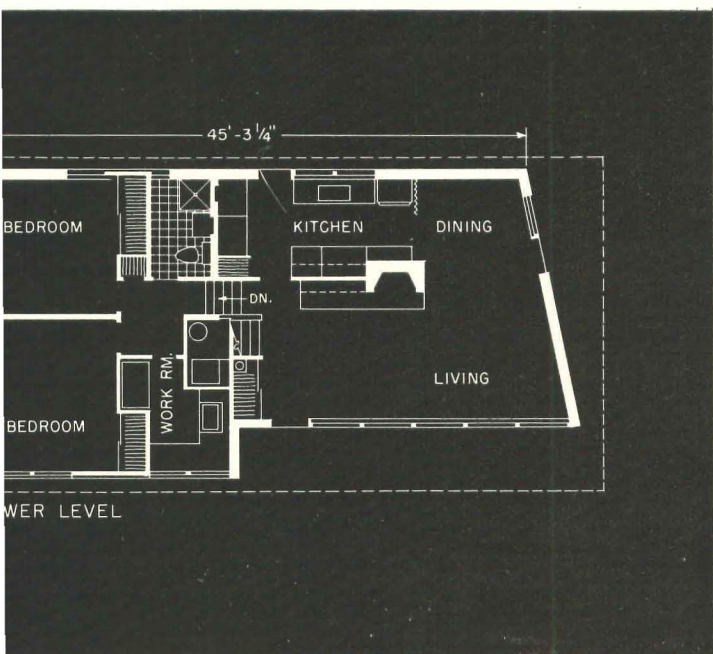 45'-3 1/4"
BEDROOM
KITCHEN
DINING
DN.
WORK RM.
LIVING
BEDROOM
WER LEVEL